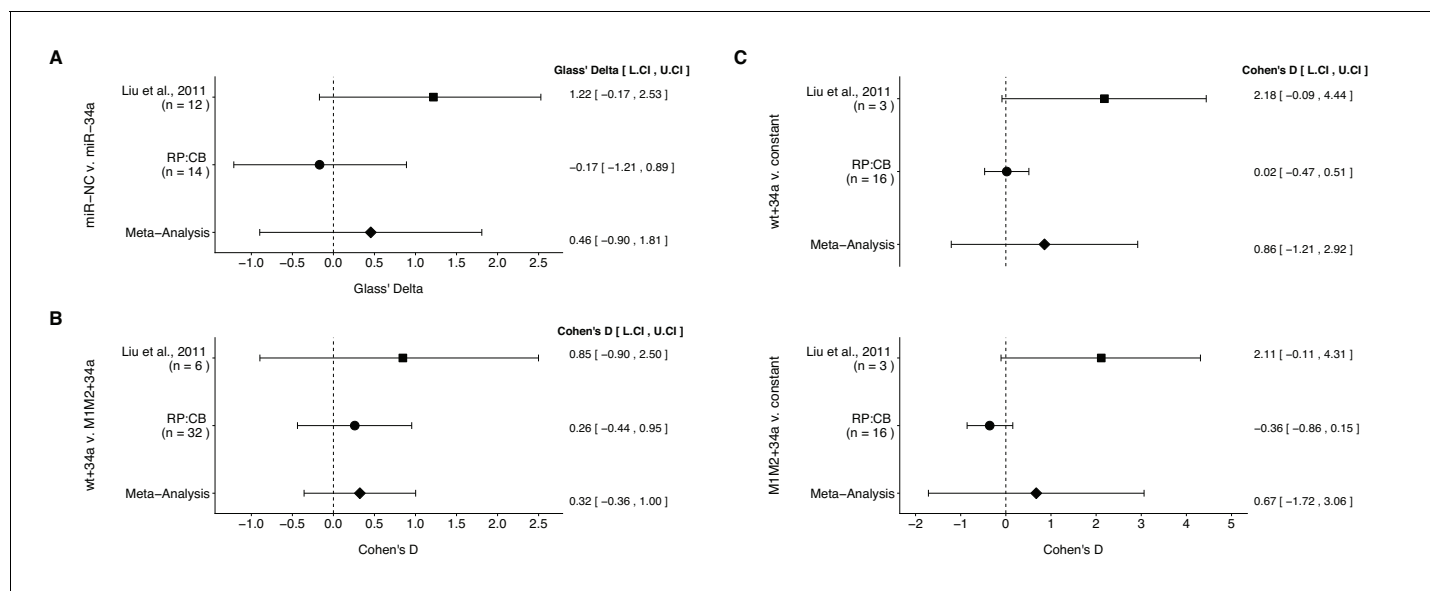 A
Glass' Delta [ L.CI , U.CI ]
miR−NC v. miR−34a
Liu et al., 2011
(n = 12 )
1.22 [ −0.17 , 2.53 ]
RP:CB
(n = 14 )
−0.17 [ −1.21 , 0.89 ]
Meta−Analysis
0.46 [ −0.90 , 1.81 ]
−1.0 −0.5 0.0 0.5 1.0 1.5 2.0 2.5
Glass' Delta
B
Cohen's D [ L.CI , U.CI ]
wt+34a v. M1M2+34a
Liu et al., 2011
(n = 6 )
0.85 [ −0.90 , 2.50 ]
RP:CB
(n = 32 )
0.26 [ −0.44 , 0.95 ]
Meta−Analysis
0.32 [ −0.36 , 1.00 ]
−1.0 −0.5 0.0 0.5 1.0 1.5 2.0 2.5
Cohen's D
C
Cohen's D [ L.CI , U.CI ]
wt+34a v. constant
Liu et al., 2011
(n = 3 )
2.18 [ −0.09 , 4.44 ]
RP:CB
(n = 16 )
0.02 [ −0.47 , 0.51 ]
Meta−Analysis
0.86 [ −1.21 , 2.92 ]
M1M2+34a v. constant
Liu et al., 2011
(n = 3 )
2.11 [ −0.11 , 4.31 ]
RP:CB
(n = 16 )
−0.36 [ −0.86 , 0.15 ]
Meta−Analysis
0.67 [ −1.72 , 3.06 ]
−2 −1 0 1 2 3 4 5
Cohen's D